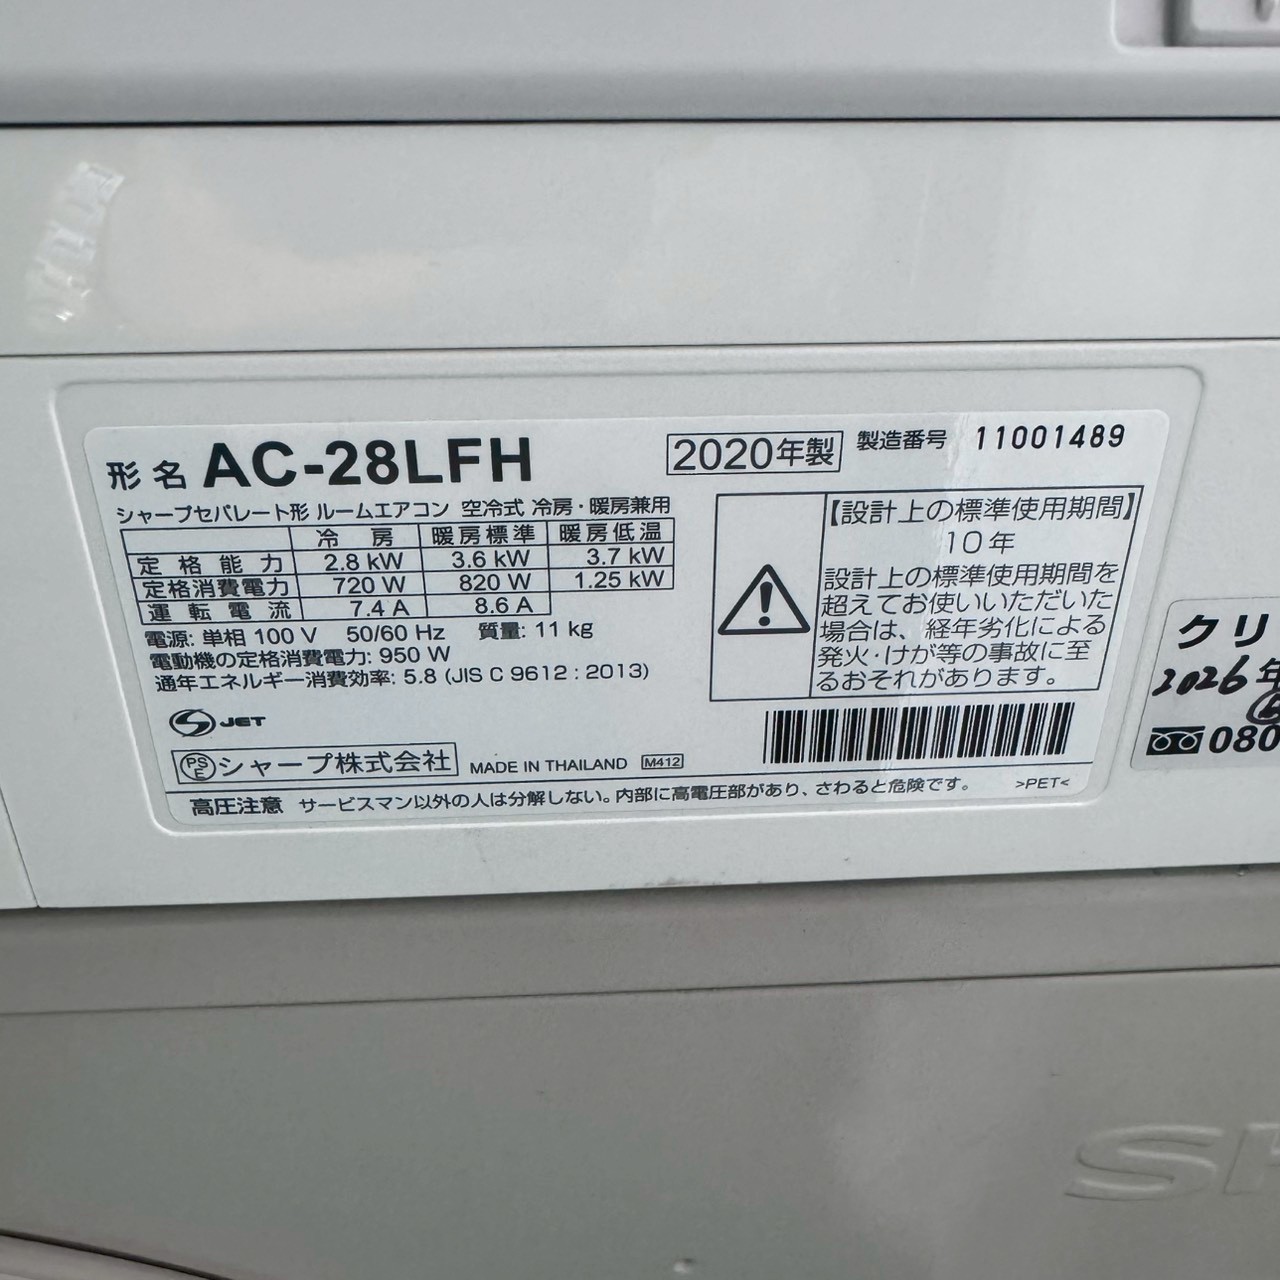 形名 AC-28LFH
2020年製
製造番号 11001489
シャープセパレート形 ルームエアコン 空冷式 冷房・暖房兼用
冷房 暖房標準 暖房低温
定格能力 2.8 kW 3.6 kW 3.7 kW
定格消費電力 720 W 820 W 1.25 kW
運転電流 7.4 A 8.6 A
電源: 単相 100 V 50/60 Hz 質量: 11 kg
電動機の定格消費電力: 950 W
通年エネルギー消費効率: 5.8 (JIS C 9612 : 2013)
S JET
PSE シャープ株式会社 MADE IN THAILAND M412
【設計上の標準使用期間】
10年
設計上の標準使用期間を
超えてお使いいただいた
場合は、経年劣化による
発火・けが等の事故に至
るおそれがあります。
高圧注意 サービスマン以外の人は分解しない。内部に高電圧部があり、さわると危険です。 >PET<
クリ
2026年
080
SH